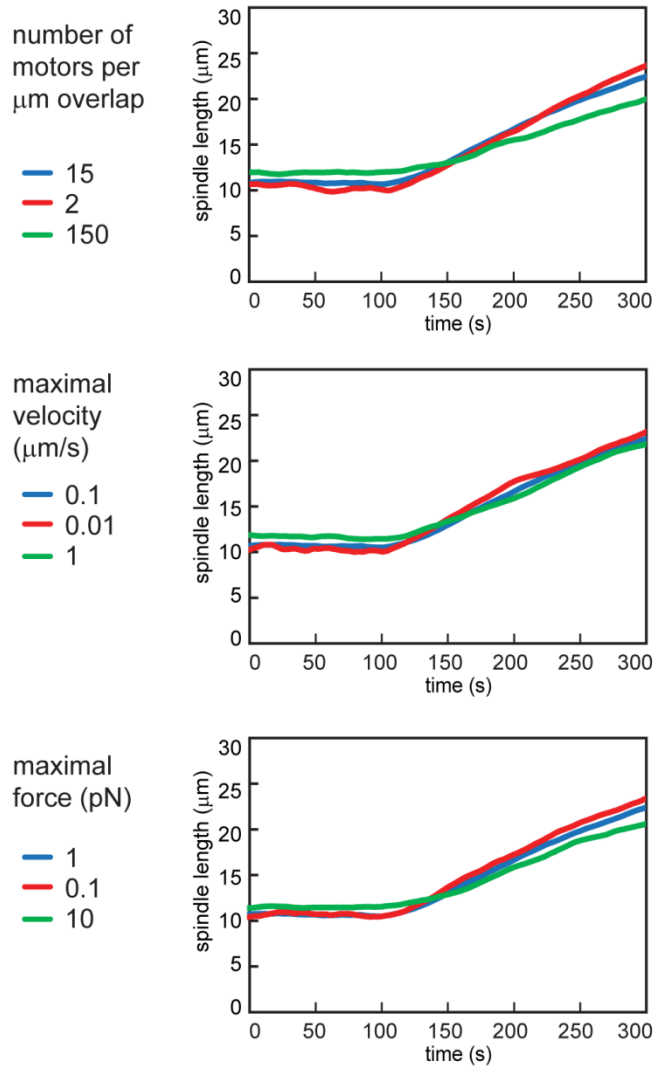 number of
motors per
μm overlap
15
2
150
spindle length (μm)
30
25
20
15
10
5
0
0 50 100 150 200 250 300
time (s)
maximal
velocity
(μm/s)
0.1
0.01
1
spindle length (μm)
30
25
20
15
10
5
0
0 50 100 150 200 250 300
time (s)
maximal
force (pN)
1
0.1
10
spindle length (μm)
30
25
20
15
10
5
0
0 50 100 150 200 250 300
time (s)